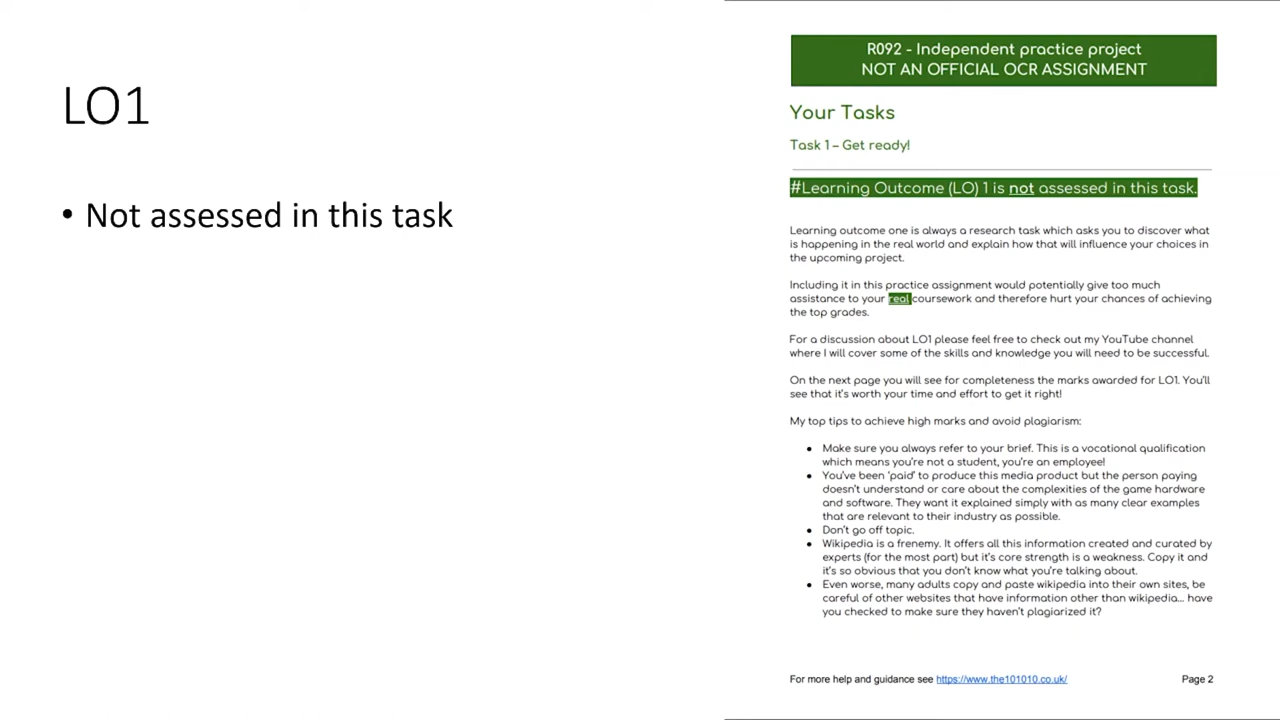 LO1
• Not assessed in this task
R092 - Independent practice project
NOT AN OFFICIAL OCR ASSIGNMENT
Your Tasks
Task 1 – Get ready!
#Learning Outcome (LO) 1 is not assessed in this task.
Learning outcome one is always a research task which asks you to discover what
is happening in the real world and explain how that will influence your choices in
the upcoming project.
Including it in this practice assignment would potentially give too much
assistance to your real coursework and therefore hurt your chances of achieving
the top grades.
For a discussion about LO1 please feel free to check out my YouTube channel
where I will cover some of the skills and knowledge you will need to be successful.
On the next page you will see for completeness the marks awarded for LO1. You'll
see that it's worth your time and effort to get it right!
My top tips to achieve high marks and avoid plagiarism:
• Make sure you always refer to your brief. This is a vocational qualification
which means you're not a student, you're an employee!
• You've been 'paid' to produce this media product but the person paying
doesn't understand or care about the complexities of the game hardware
and software. They want it explained simply with as many clear examples
that are relevant to their industry as possible.
• Don't go off topic.
• Wikipedia is a frenemy. It offers all this information created and curated by
experts (for the most part) but it's core strength is a weakness. Copy it and
it's so obvious that you don't know what you're talking about.
• Even worse, many adults copy and paste wikipedia into their own sites, be
careful of other websites that have information other than wikipedia... have
you checked to make sure they haven't plagiarized it?
For more help and guidance see https://www.the101010.co.uk/ Page 2